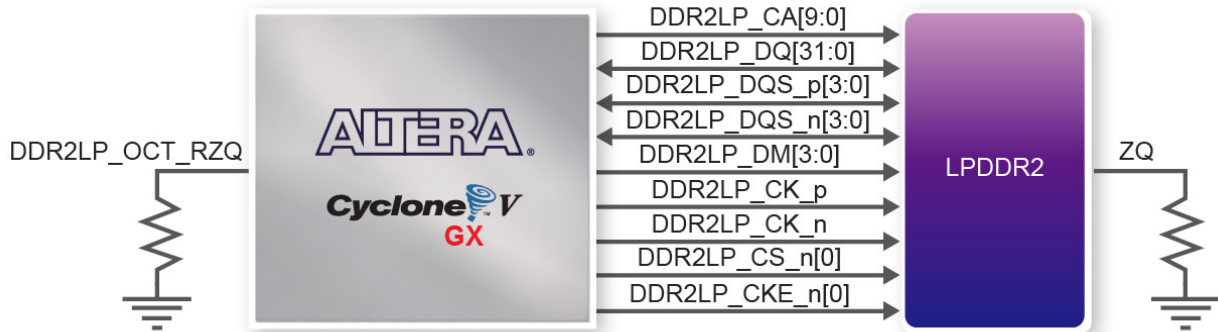 DDR2LP_CA[9:0]
DDR2LP_DQ[31:0]
DDR2LP_DQS_p[3:0]
DDR2LP_DQS_n[3:0]
DDR2LP_DM[3:0]
DDR2LP_CK_p
DDR2LP_CK_n
DDR2LP_CS_n[0]
DDR2LP_CKE_n[0]
DDR2LP_OCT_RZQ
ALTERA.
Cyclone™ V
GX
LPDDR2
ZQ